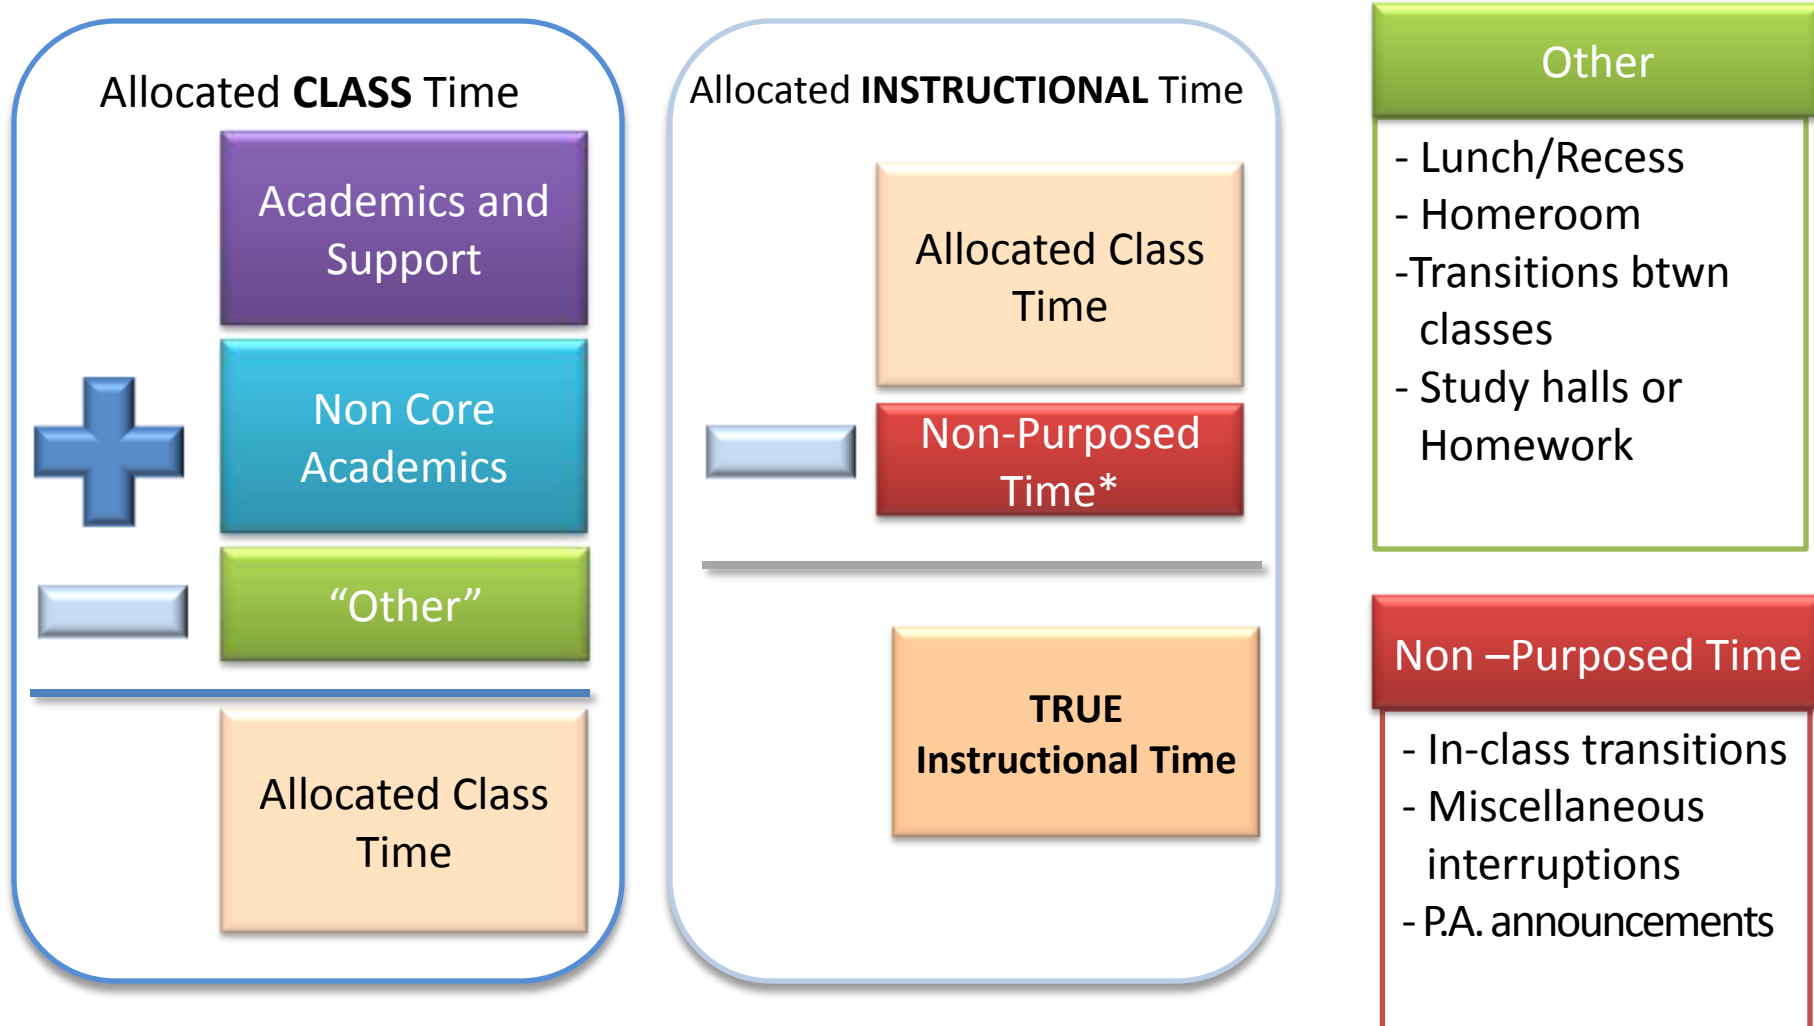 Allocated CLASS Time
Academics and
Support
Non Core
Academics
“Other”
Allocated Class
Time
Allocated INSTRUCTIONAL Time
Allocated Class
Time
Non-Purposed
Time*
TRUE
Instructional Time
Other
- Lunch/Recess
- Homeroom
-Transitions btwn
classes
- Study halls or
Homework
Non –Purposed Time
- In-class transitions
- Miscellaneous
interruptions
- P.A. announcements